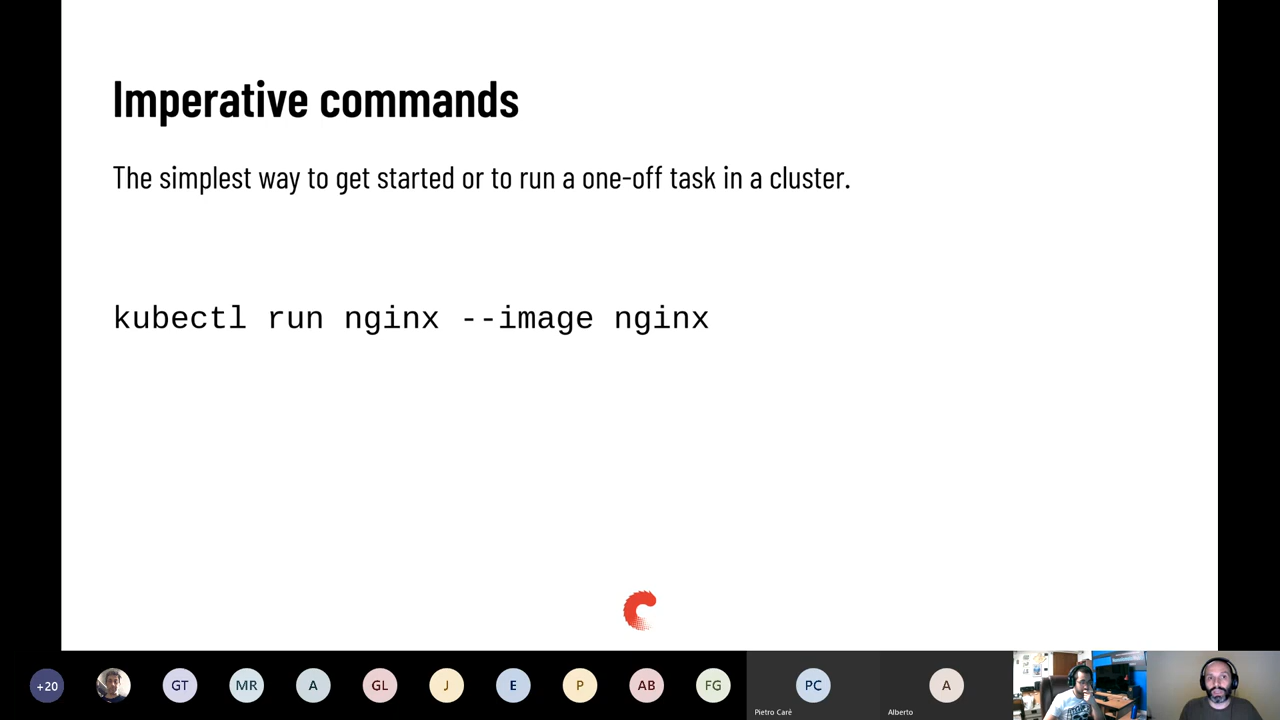 Imperative commands
The simplest way to get started or to run a one-off task in a cluster.
kubectl run nginx --image nginx
+20
GT
MR
A
GL
J
E
P
AB
FG
PC
A
Pietro Carè
Alberto